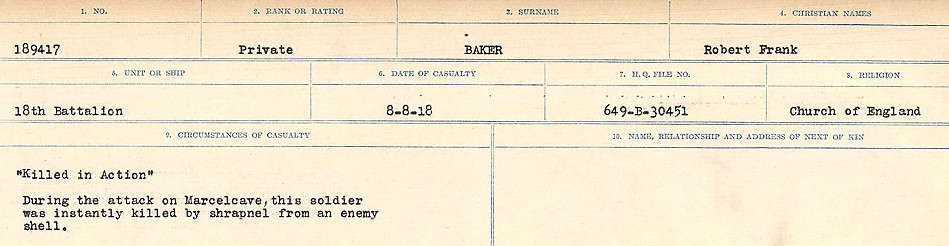 1. NO. 2. RANK OR RATING 3. SURNAME 4. CHRISTIAN NAMES
189417 Private BAKER Robert Frank
5. UNIT OR SHIP 6. DATE OF CASUALTY 7. H.Q. FILE NO. 8. RELIGION
18th Battalion 8-8-18 649-B-30451 Church of England
9. CIRCUMSTANCES OF CASUALTY 10. NAME, RELATIONSHIP AND ADDRESS OF NEXT OF KIN
"Killed in Action"
During the attack on Marcelcave, this soldier
was instantly killed by shrapnel from an enemy
shell.